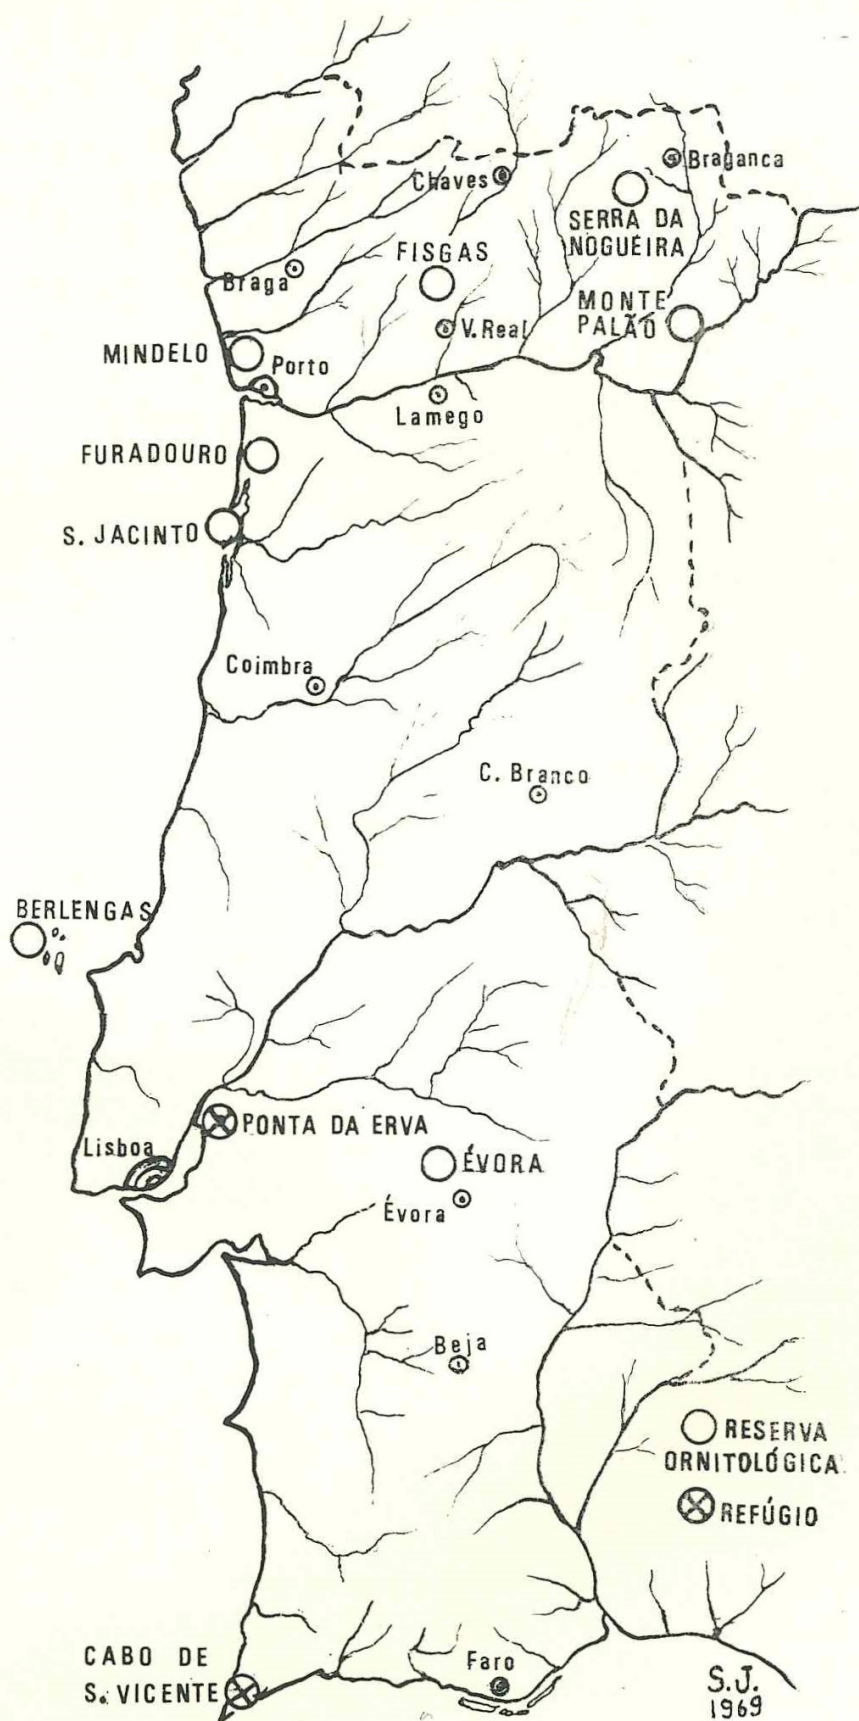 Braganca
Chaves
SERRA DA
NOGUEIRA
FISGAS
Braga
MONTE
PALÃO
V. Real
MINDELO
Porto
Lamego
FURADOURO
S. JACINTO
Coimbra
C. Branco
BERLENGAS
PONTA DA ERVA
Lisboa
ÉVORA
Évora
Beja
RESERVA
ORNITOLÓGICA
REFÚGIO
CABO DE
S. VICENTE
Faro
S.J.
1969